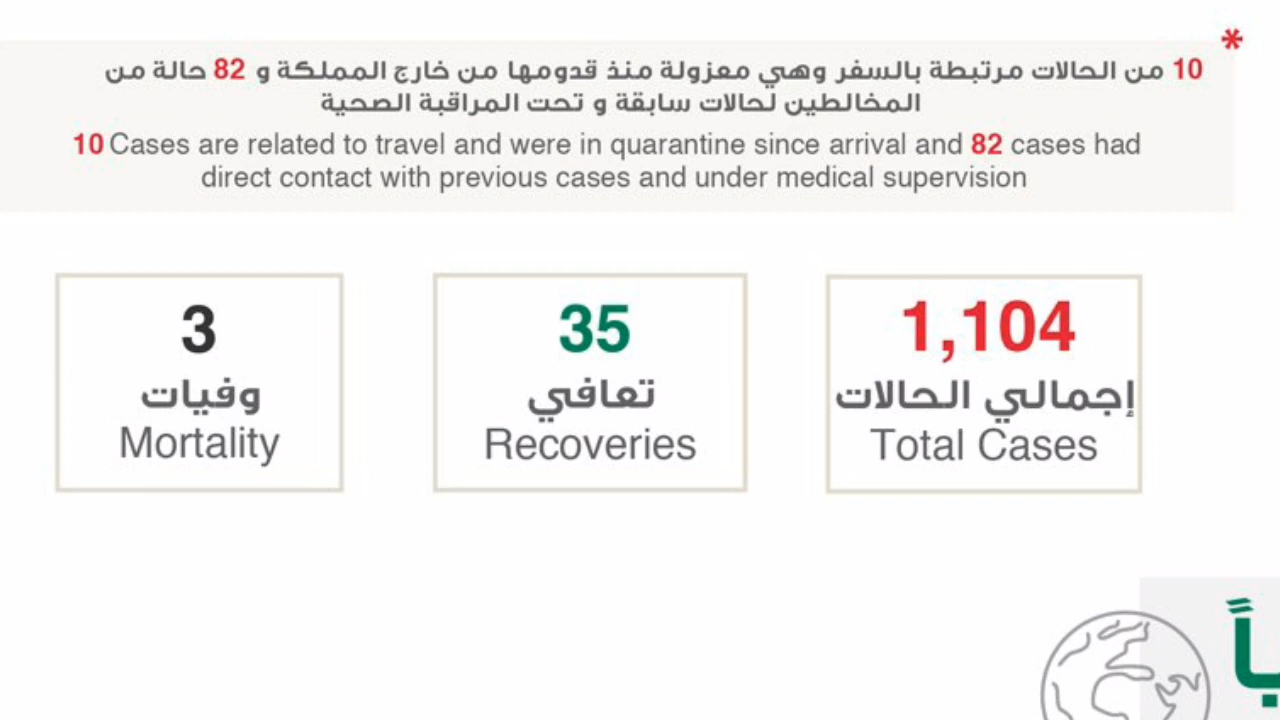 *
10 من الحالات مرتبطة بالسفر وهي معزولة منذ قدومها من خارج المملكة و 82 حالة من
المخالطين لحالات سابقة و تحت المراقبة الصحية
10 Cases are related to travel and were in quarantine since arrival and 82 cases had
direct contact with previous cases and under medical supervision
1,104
إجمالي الحالات
Total Cases
35
تعافي
Recoveries
3
وفيات
Mortality